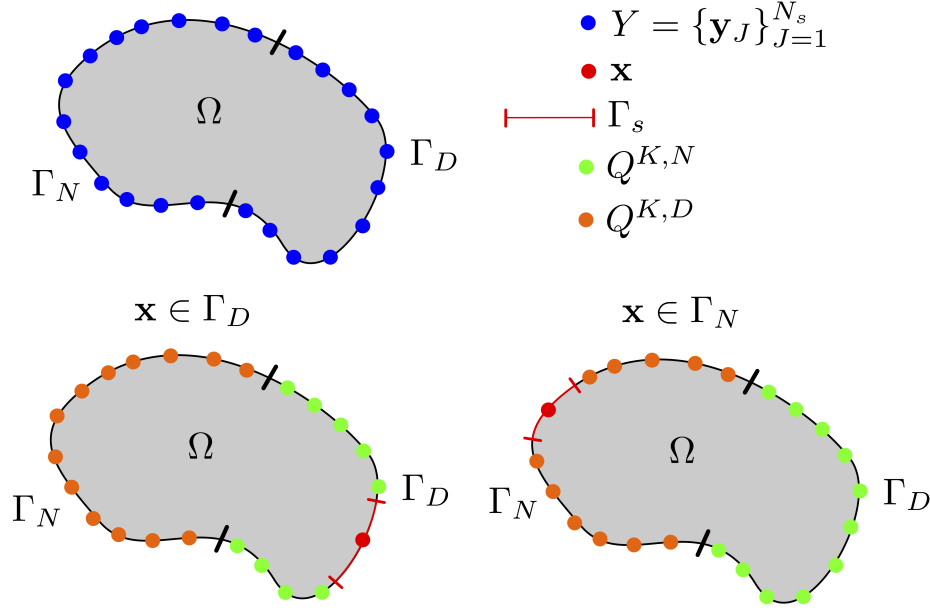 Y = {y_J}_{J=1}^{N_s}
x
Γ_s
Q^{K,N}
Q^{K,D}
Ω
Γ_D
Γ_N
x ∈ Γ_D
Ω
Γ_D
Γ_N
x ∈ Γ_N
Ω
Γ_D
Γ_N